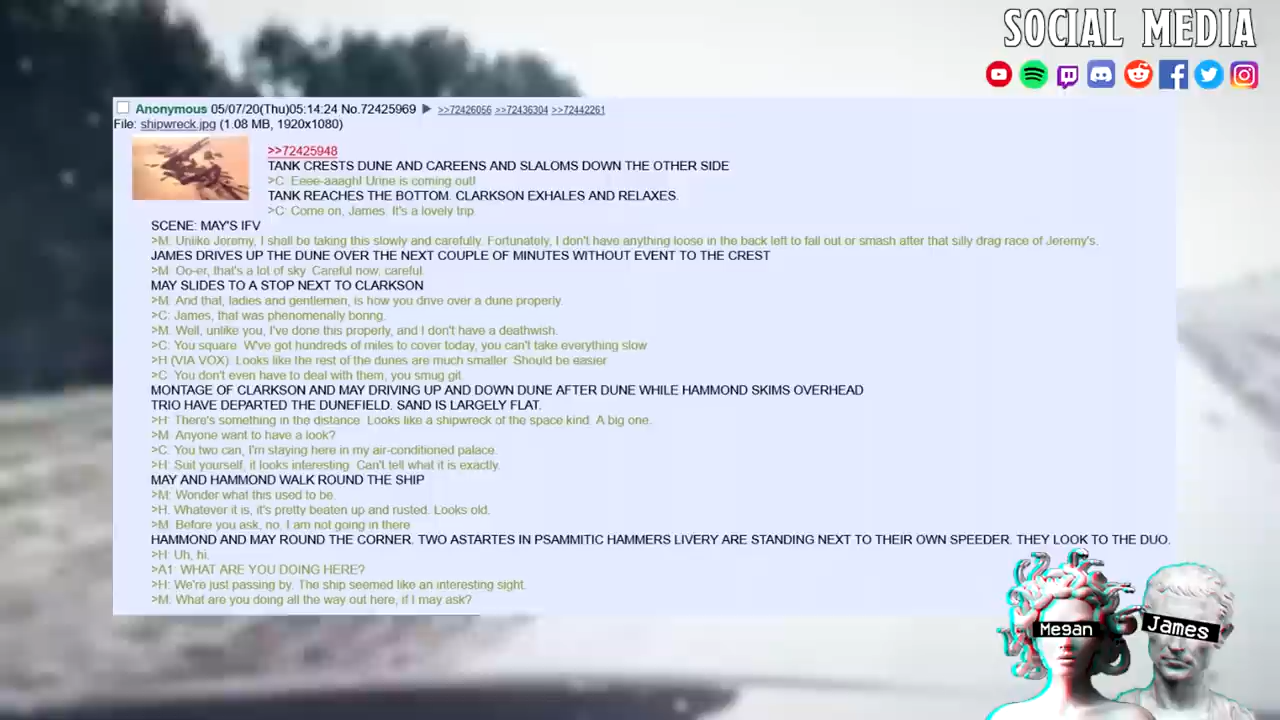 SOCIAL MEDIA
Anonymous 05/07/20(Thu)05:14:24 No.72425969 ▶ >>72426056 >>72436304 >>72442261
File: shipwreck.jpg (1.08 MB, 1920x1080)
>>72425948
TANK CRESTS DUNE AND CAREENS AND SLALOMS DOWN THE OTHER SIDE
>C: Eeee-aaagh! Urine is coming out!
TANK REACHES THE BOTTOM. CLARKSON EXHALES AND RELAXES.
>C: Come on, James. It's a lovely trip.
SCENE: MAY'S IFV
>M: Unlike Jeremy, I shall be taking this slowly and carefully. Fortunately, I don't have anything loose in the back left to fall out or smash after that silly drag race of Jeremy's.
JAMES DRIVES UP THE DUNE OVER THE NEXT COUPLE OF MINUTES WITHOUT EVENT TO THE CREST
>M: Oo-er, that's a lot of sky. Careful now, careful.
MAY SLIDES TO A STOP NEXT TO CLARKSON
>M: And that, ladies and gentlemen, is how you drive over a dune properly.
>C: James, that was phenomenally boring.
>M: Well, unlike you, I've done this properly, and I don't have a deathwish.
>C: You square. We've got hundreds of miles to cover today, you can't take everything slow
>H (VIA VOX): Looks like the rest of the dunes are much smaller. Should be easier
>C: You don't even have to deal with them, you smug git.
MONTAGE OF CLARKSON AND MAY DRIVING UP AND DOWN DUNE AFTER DUNE WHILE HAMMOND SKIMS OVERHEAD
TRIO HAVE DEPARTED THE DUNEFIELD. SAND IS LARGELY FLAT.
>H: There's something in the distance. Looks like a shipwreck of the space kind. A big one.
>M: Anyone want to have a look?
>C: You two can, I'm staying here in my air-conditioned palace.
>H: Suit yourself, it looks interesting. Can't tell what it is exactly.
MAY AND HAMMOND WALK ROUND THE SHIP
>M: Wonder what this used to be.
>H: Whatever it is, it's pretty beaten up and rusted. Looks old.
>M: Before you ask, no, I am not going in there
HAMMOND AND MAY ROUND THE CORNER. TWO ASTARTES IN PSAMMITIC HAMMERS LIVERY ARE STANDING NEXT TO THEIR OWN SPEEDER. THEY LOOK TO THE DUO.
>H: Uh, hi.
>A1: WHAT ARE YOU DOING HERE?
>H: We're just passing by. The ship seemed like an interesting sight.
>M: What are you doing all the way out here, if I may ask?
Megan
James